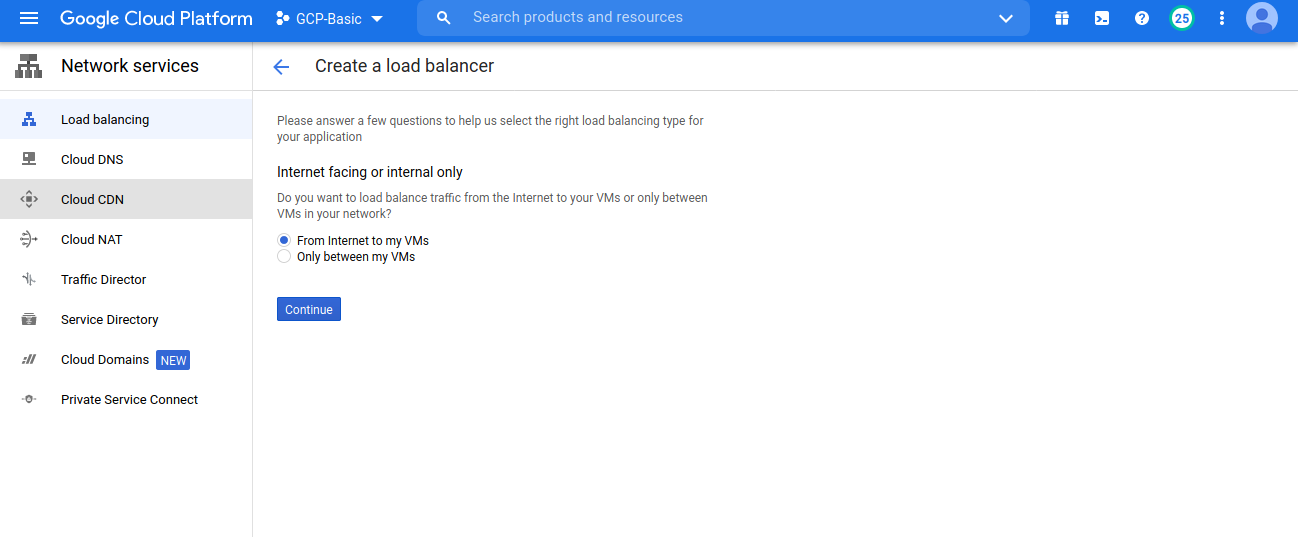 Google Cloud Platform
GCP-Basic
Search products and resources
25
Network services
Create a load balancer
Load balancing
Cloud DNS
Cloud CDN
Cloud NAT
Traffic Director
Service Directory
Cloud Domains NEW
Private Service Connect
Please answer a few questions to help us select the right load balancing type for
your application
Internet facing or internal only
Do you want to load balance traffic from the Internet to your VMs or only between
VMs in your network?
From Internet to my VMs
Only between my VMs
Continue